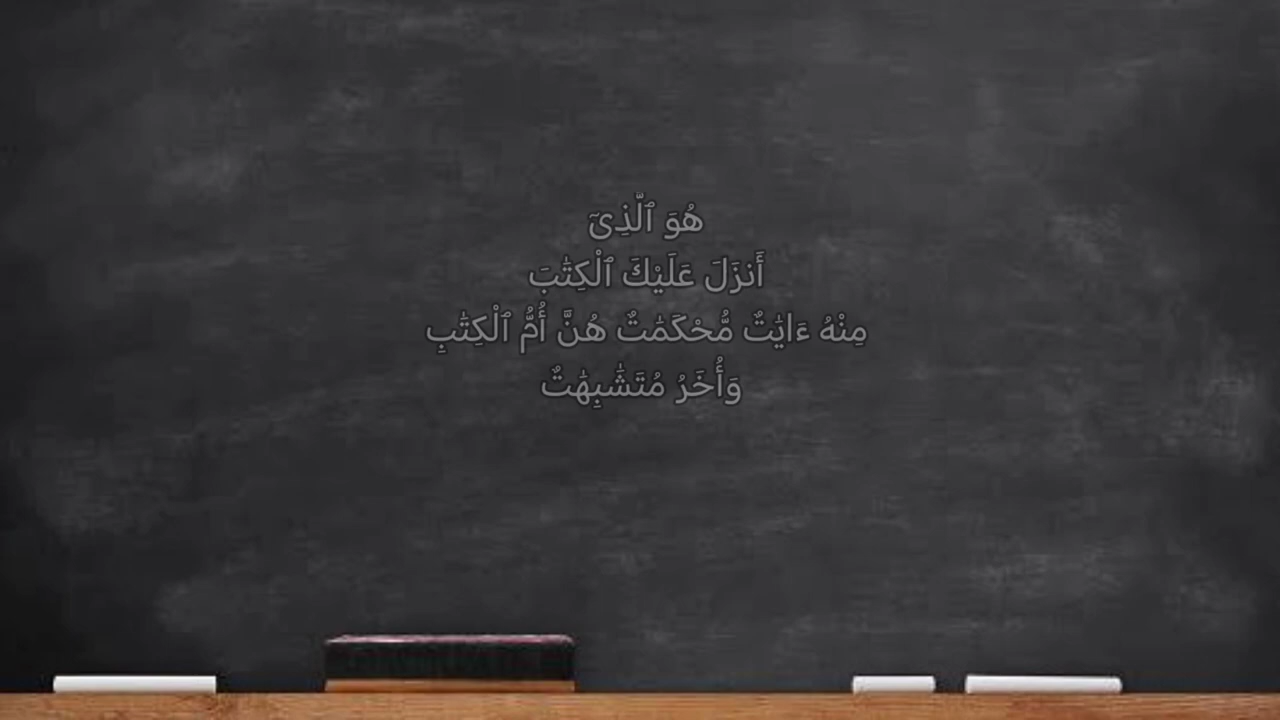 هُوَ ٱلَّذِىٓ
أَنزَلَ عَلَيْكَ ٱلْكِتَٰبَ
مِنْهُ ءَايَٰتٌ مُّحْكَمَٰتٌ هُنَّ أُمُّ ٱلْكِتَٰبِ
وَأُخَرُ مُتَشَٰبِهَٰتٌ